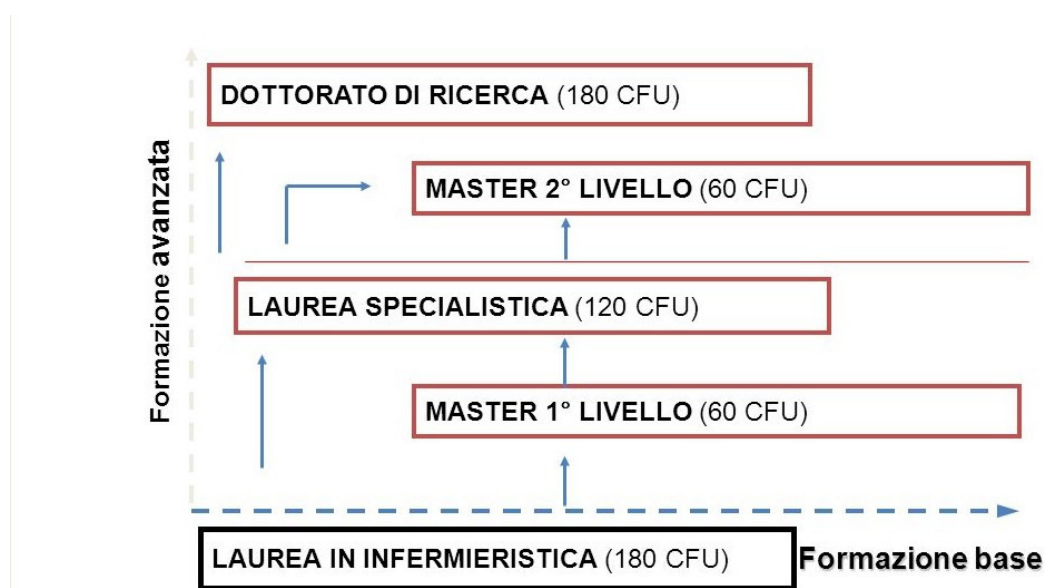 DOTTORATO DI RICERCA (180 CFU)
MASTER 2° LIVELLO (60 CFU)
Formazione avanzata
LAUREA SPECIALISTICA (120 CFU)
MASTER 1° LIVELLO (60 CFU)
LAUREA IN INFERMIERISTICA (180 CFU)
Formazione base